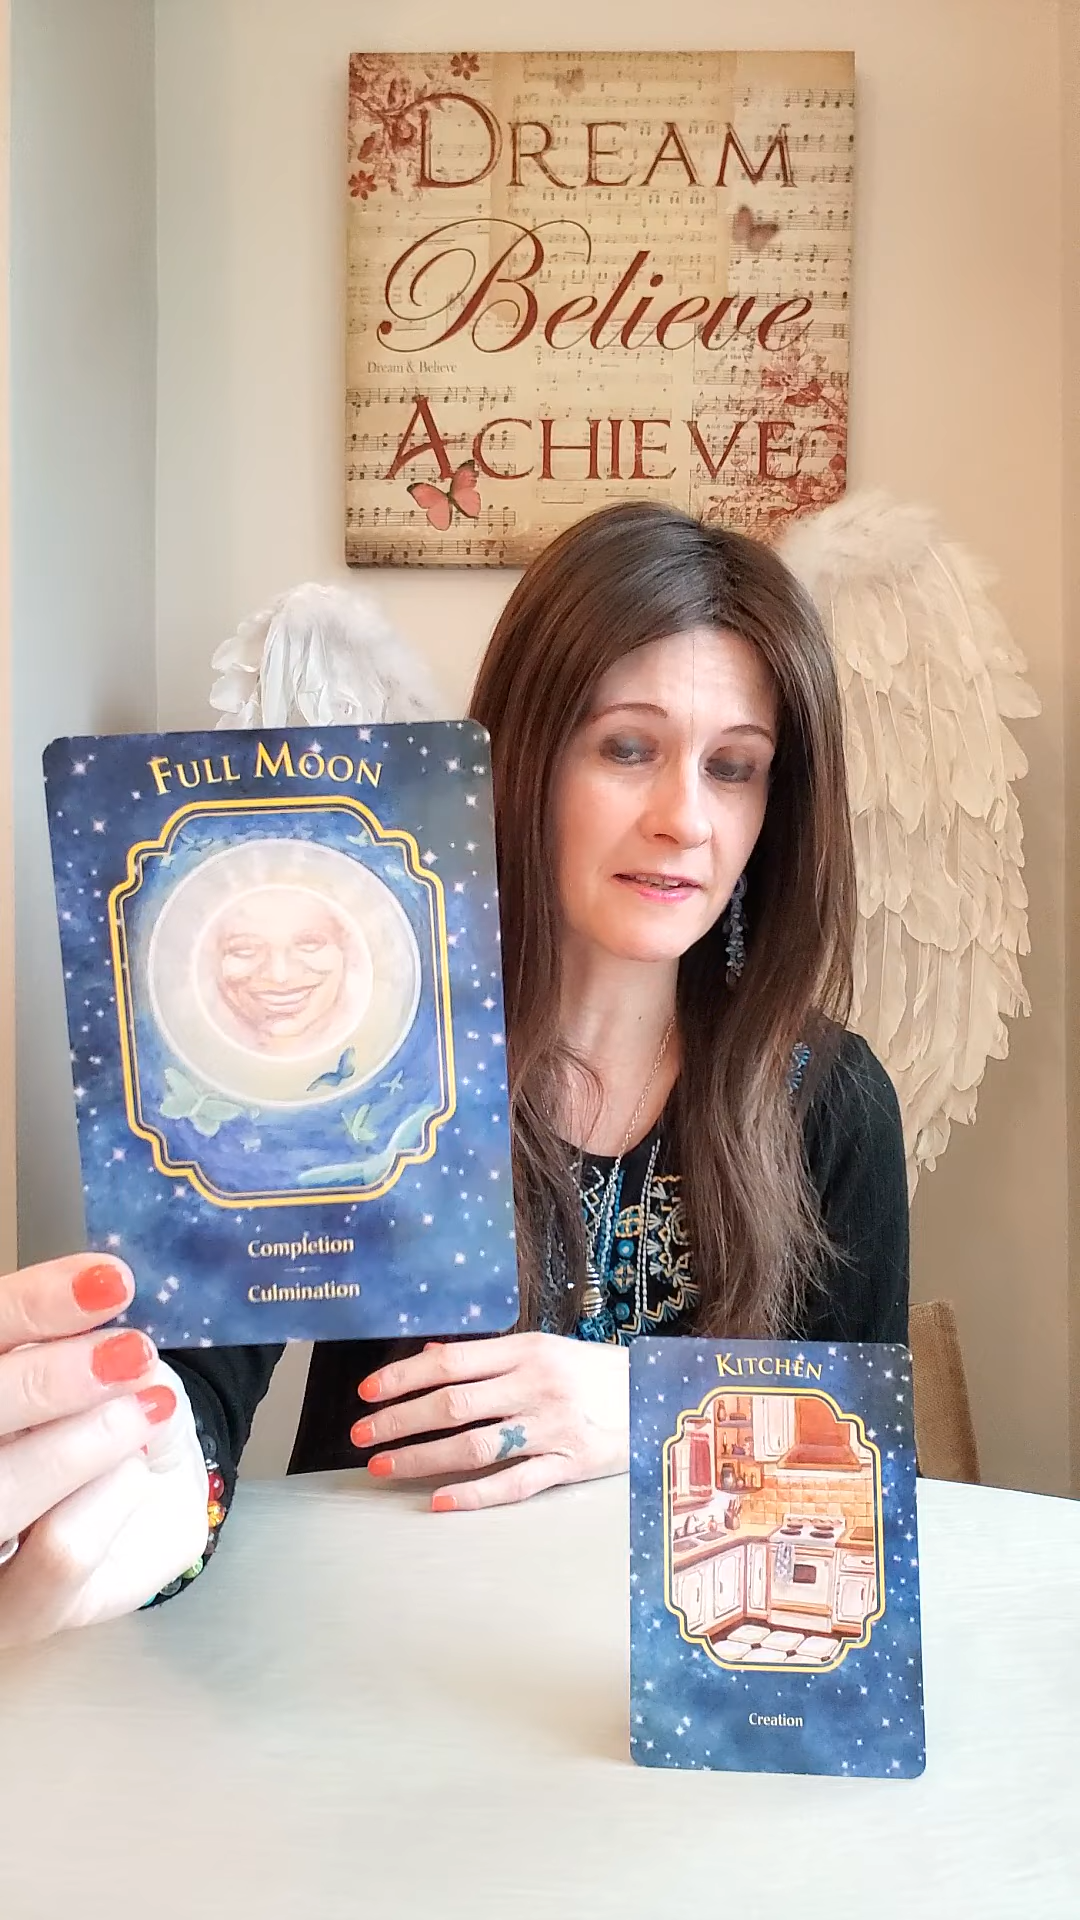 DREAM
Believe
Dream & Believe
ACHIEVE
FULL MOON
Completion
Culmination
KITCHEN
Creation